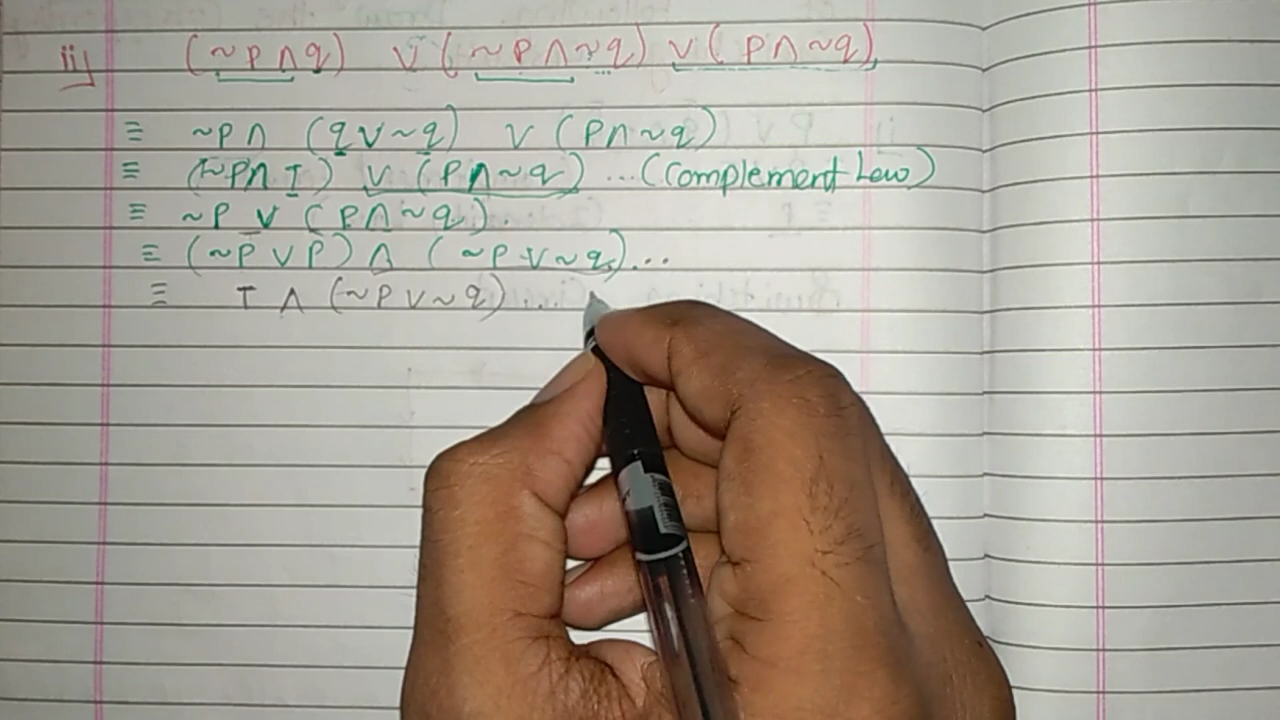 ii) (~P∧q) ∨ (~P∧~q) ∨ (P∧~q)
≡ ~P∧ (q∨~q) ∨ (P∧~q)
≡ (~P∧ I) ∨ (P∧~q) ...(Complement Law)
≡ ~P ∨ (P∧~q).
≡ (~P∨P) ∧ (~P∨~q)...
≡ T ∧ (~P∨~q)....